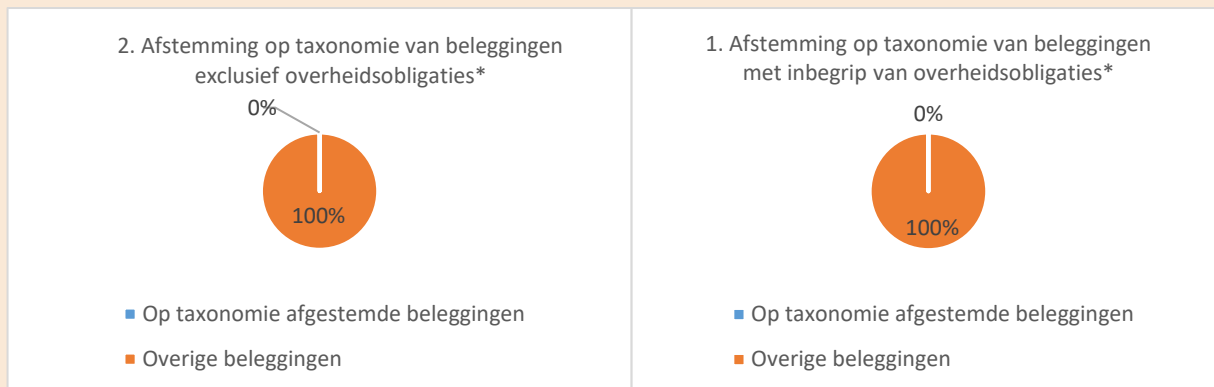 2. Afstemming op taxonomie van beleggingen
exclusief overheidsobligaties*
0%
100%
Op taxonomie afgestemde beleggingen
Overige beleggingen
1. Afstemming op taxonomie van beleggingen
met inbegrip van overheidsobligaties*
0%
100%
Op taxonomie afgestemde beleggingen
Overige beleggingen